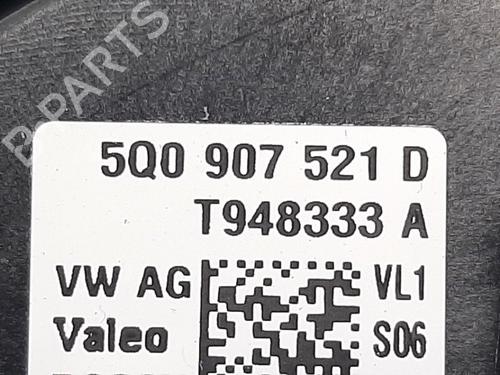 B PARTS
5Q0 907 521 D
T948333 A
VW AG
VL1
Valeo
S06